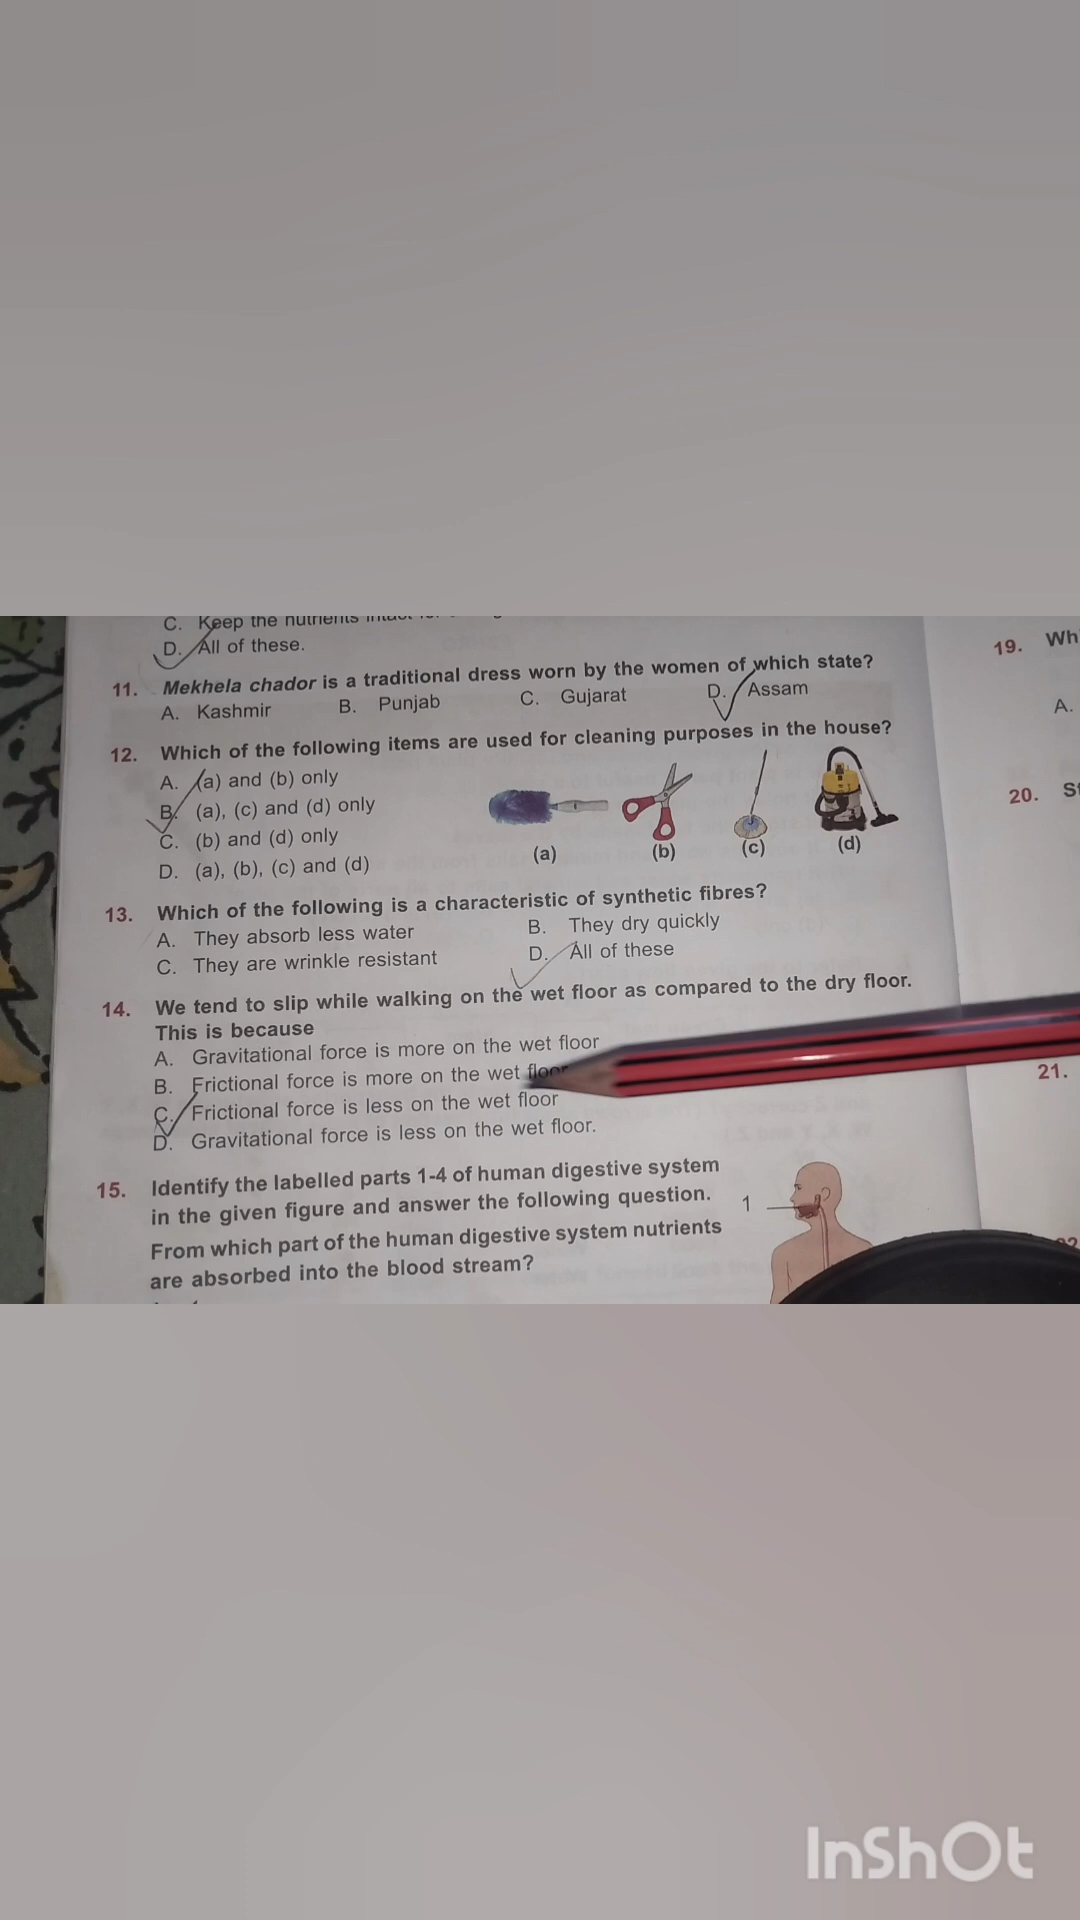 C. Keep the nutrients
D. All of these.
11. Mekhela chador is a traditional dress worn by the women of which state?
A. Kashmir B. Punjab C. Gujarat D. Assam
12. Which of the following items are used for cleaning purposes in the house?
A. (a) and (b) only
B. (a), (c) and (d) only
C. (b) and (d) only
D. (a), (b), (c) and (d)
(a) (b) (c) (d)
13. Which of the following is a characteristic of synthetic fibres?
A. They absorb less water B. They dry quickly
C. They are wrinkle resistant D. All of these
14. We tend to slip while walking on the wet floor as compared to the dry floor.
This is because
A. Gravitational force is more on the wet floor
B. Frictional force is more on the wet floor
C. Frictional force is less on the wet floor
D. Gravitational force is less on the wet floor.
15. Identify the labelled parts 1-4 of human digestive system
in the given figure and answer the following question.
From which part of the human digestive system nutrients
are absorbed into the blood stream?
1
19. Wh
A.
20.
21.
InShOt